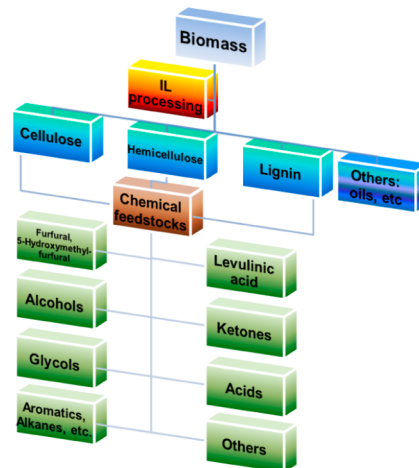 Biomass
IL
processing
Cellulose
Hemicellulose
Lignin
Others:
oils, etc
Chemical
feedstocks
Furfural,
5-Hydroxymethyl-
furfural
Levulinic
acid
Alcohols
Ketones
Glycols
Acids
Aromatics,
Alkanes, etc.
Others